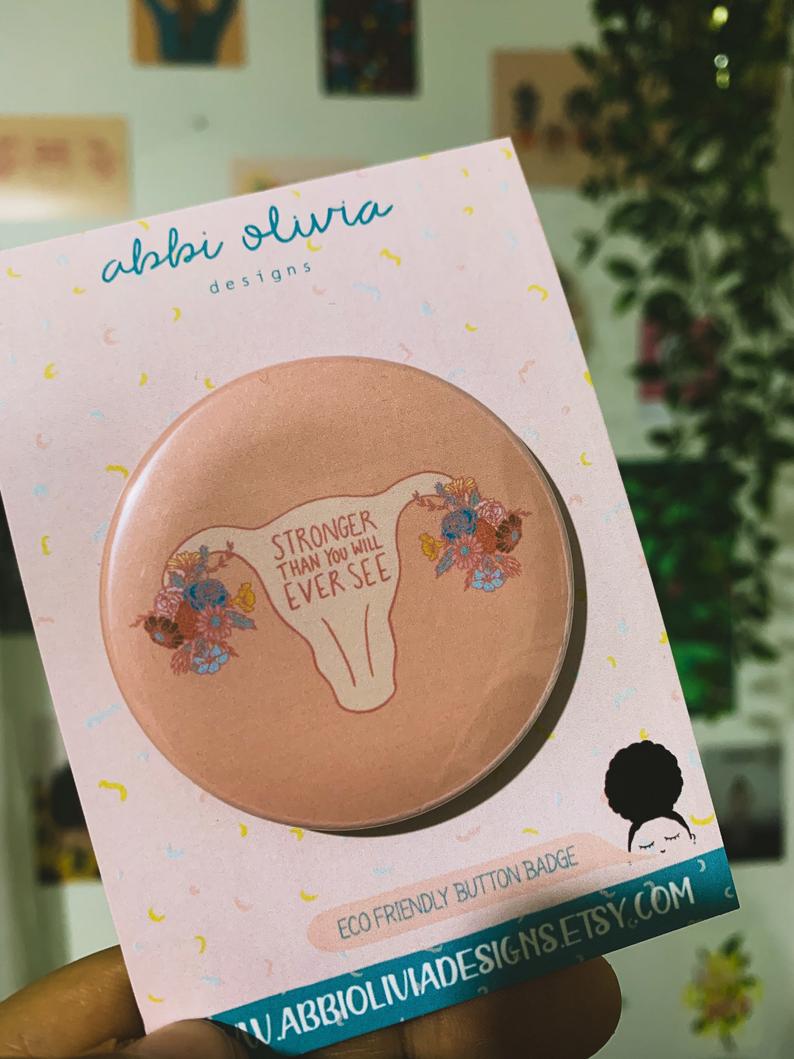 abbi olivia
designs
STRONGER
THAN YOU WILL
EVER SEE
ECO FRIENDLY BUTTON BADGE
W.ABBIOLIVIADESIGNS.ETSY.COM